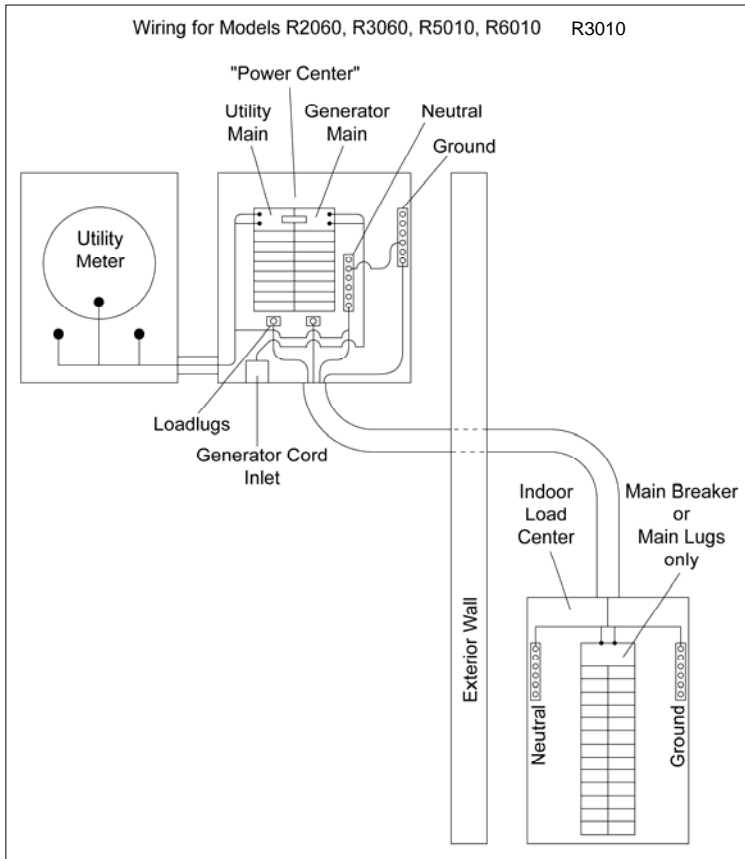 Wiring for Models R2060, R3060, R5010, R6010 R3010
"Power Center"
Utility
Main
Generator
Main
Neutral
Ground
Utility
Meter
Loadlugs
Generator Cord
Inlet
Exterior Wall
Indoor
Load
Center
Main Breaker
or
Main Lugs
only
Neutral
Ground